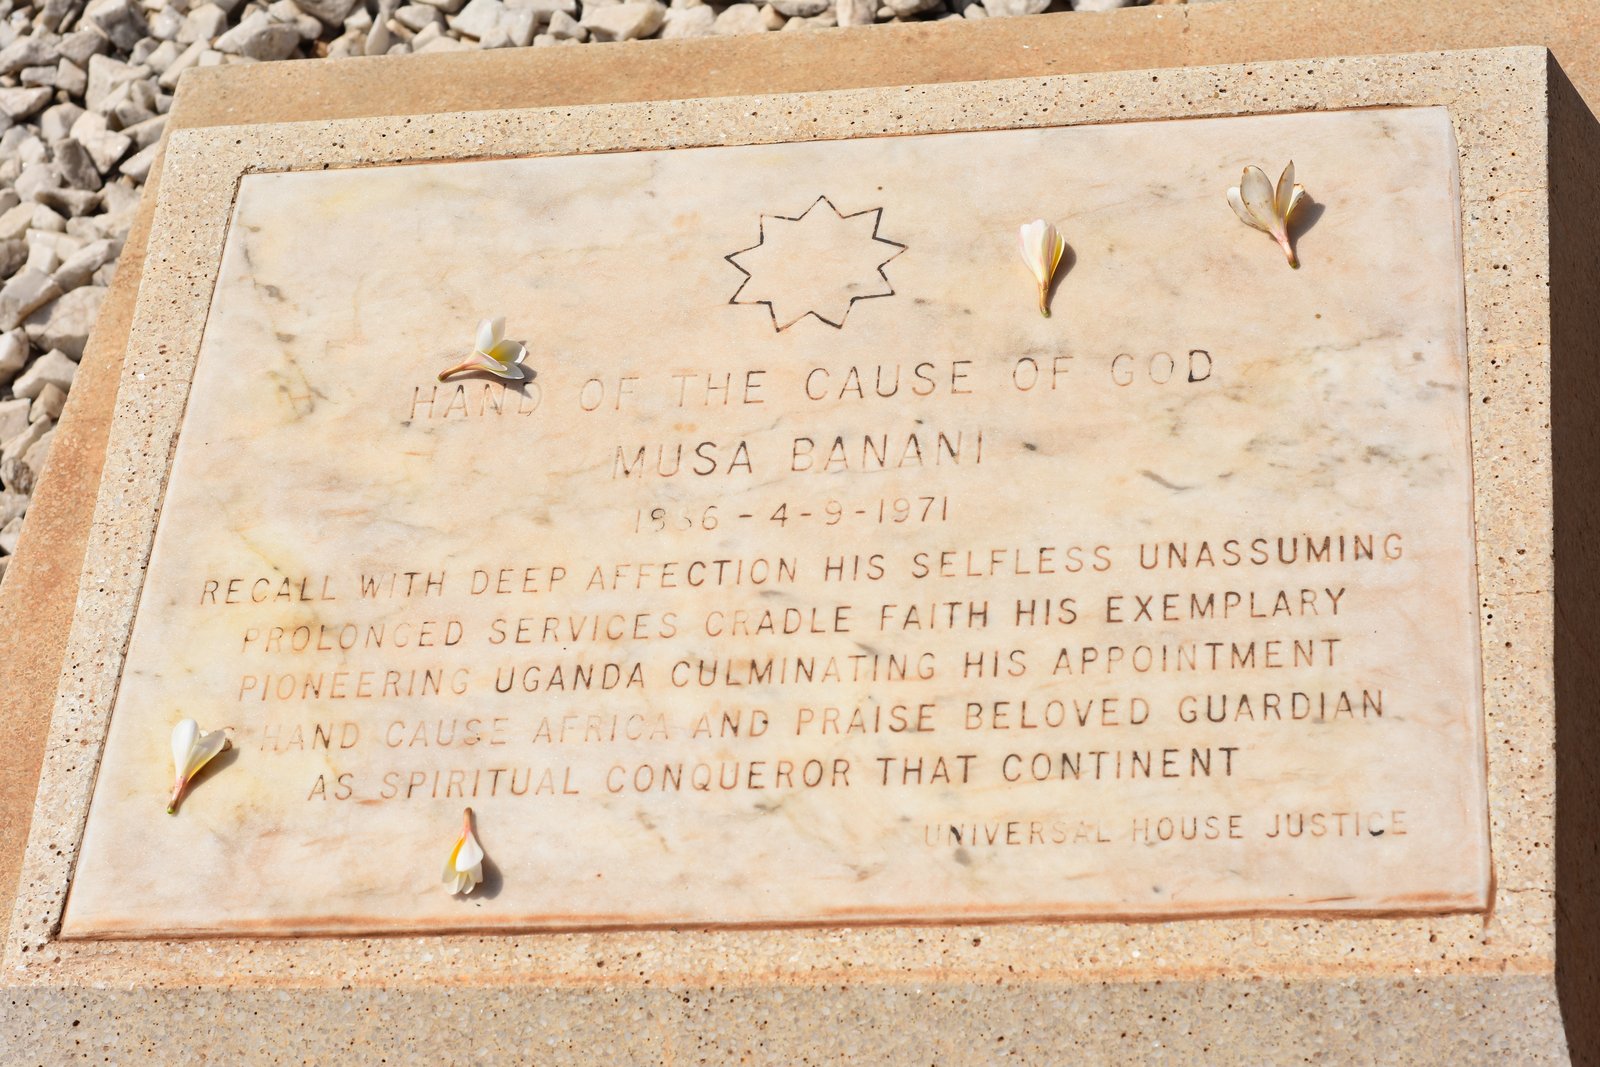 HAND OF THE CAUSE OF GOD
MUSA BANANI
1886-4-9-1971
RECALL WITH DEEP AFFECTION HIS SELFLESS UNASSUMING
PROLONGED SERVICES CRADLE FAITH HIS EXEMPLARY
PIONEERING UGANDA CULMINATING HIS APPOINTMENT
HAND CAUSE AFRICA AND PRAISE BELOVED GUARDIAN
AS SPIRITUAL CONQUEROR THAT CONTINENT
UNIVERSAL HOUSE JUSTICE